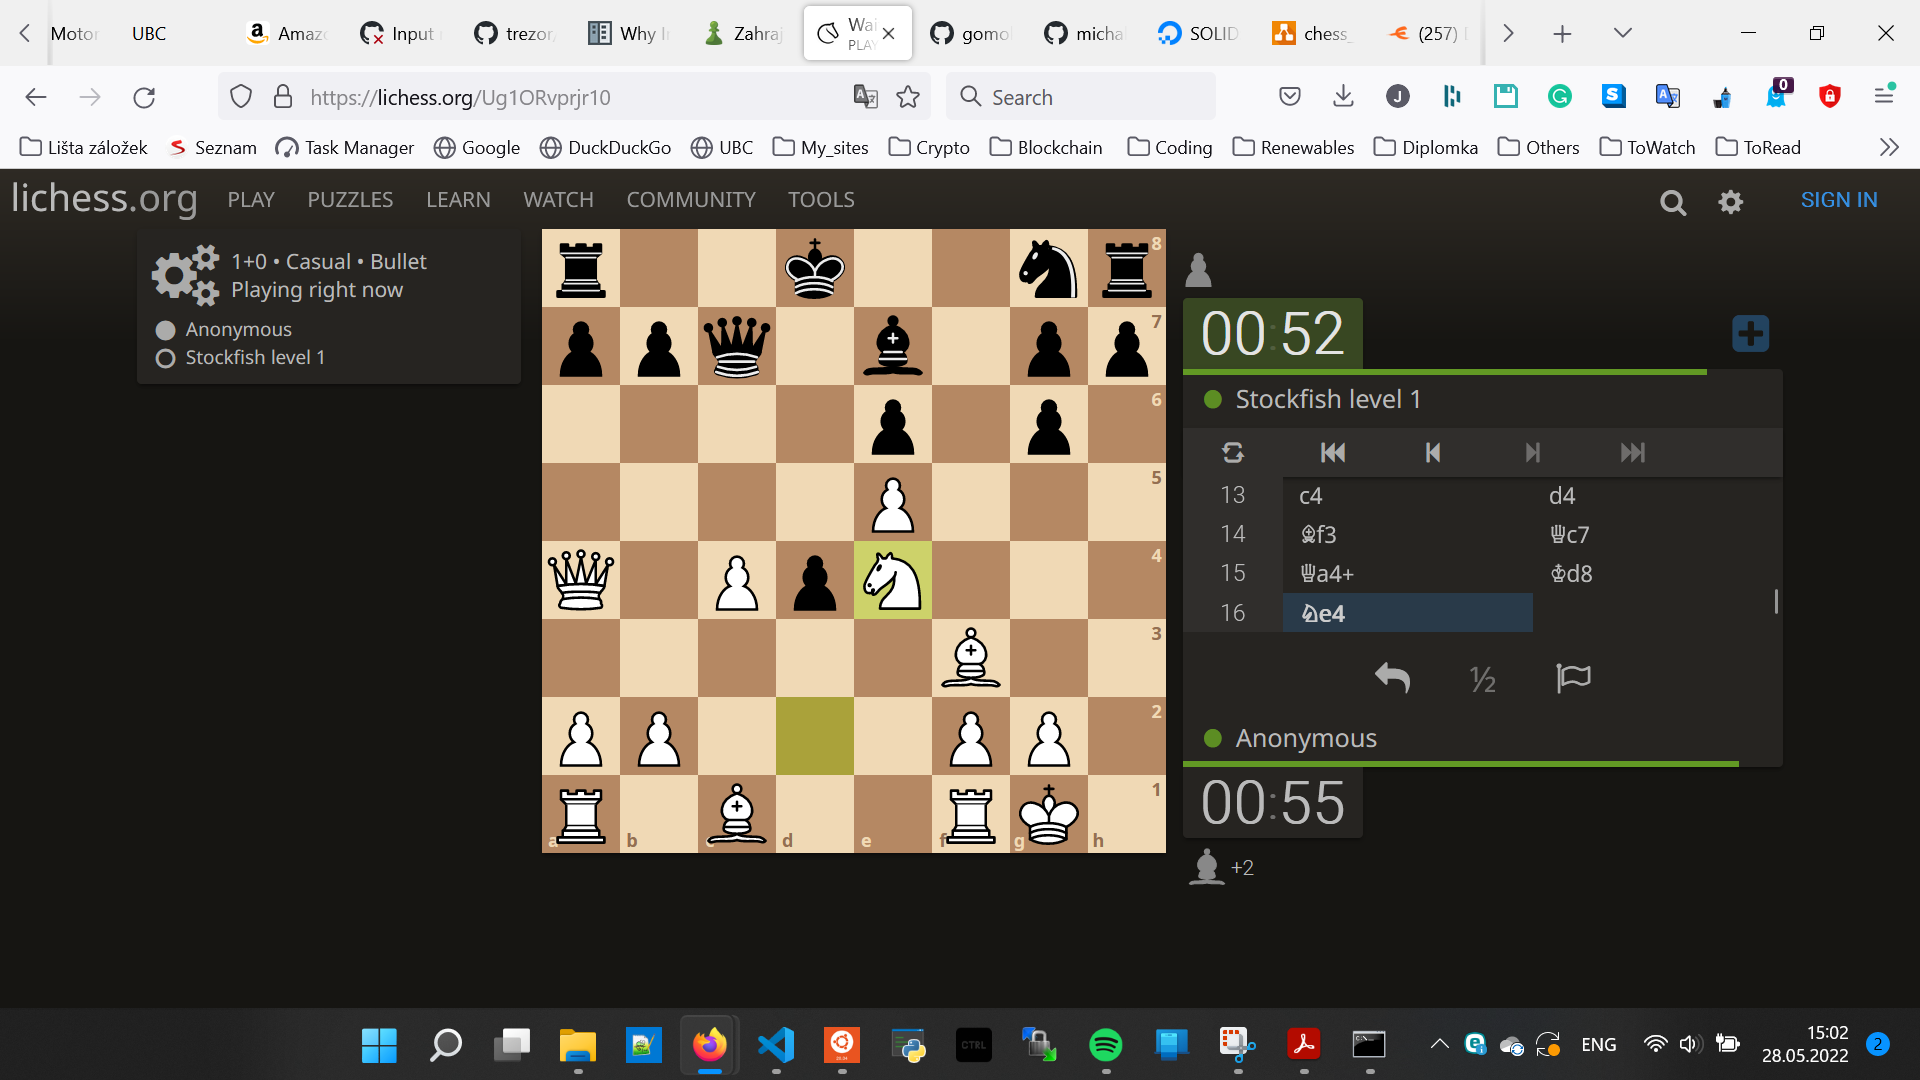 Motor
UBC
Amaz
Input
trezor
Why I
Zahraj
Wai
PLAY
gomo
micha
SOLID
chess_
(257)
https://lichess.org/Ug1ORvprjr10
Search
0
Lišta záložek
Seznam
Task Manager
Google
DuckDuckGo
UBC
My_sites
Crypto
Blockchain
Coding
Renewables
Diplomka
Others
ToWatch
ToRead
lichess.org
PLAY
PUZZLES
LEARN
WATCH
COMMUNITY
TOOLS
SIGN IN
1+0 • Casual • Bullet
Playing right now
Anonymous
Stockfish level 1
8
7
6
5
4
3
2
1
a
b
c
d
e
f
g
h
00:52
Stockfish level 1
13 c4 d4
14 ♗f3 ♕c7
15 ♕a4+ ♔d8
16 ♘e4
½
Anonymous
00:55
+2
CTRL
ENG
15:02
28.05.2022
2